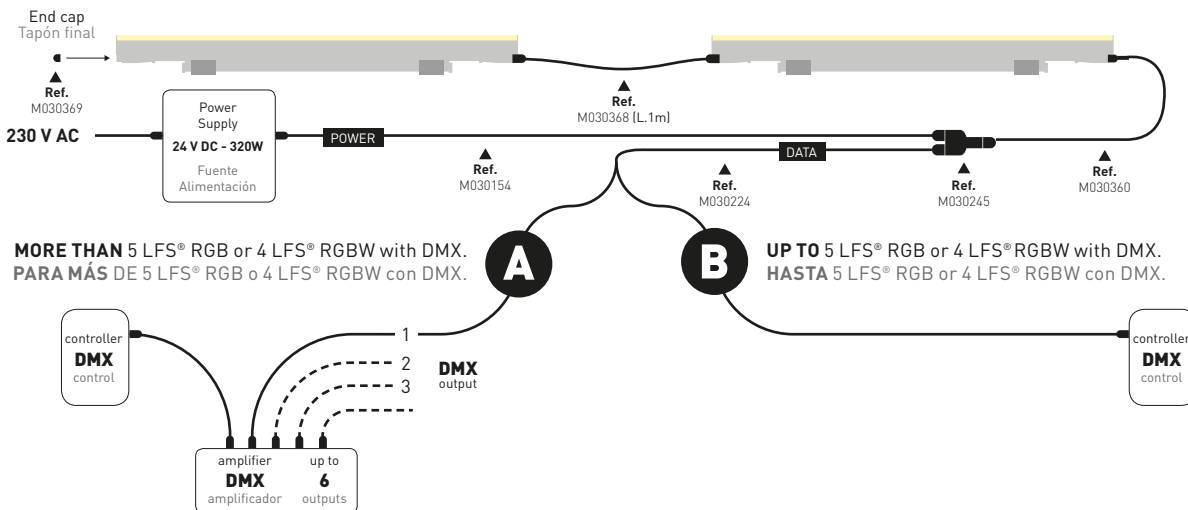 End cap
Tapón final
Ref.
M030369
Ref.
M030368 (L.1m)
230 V AC
Power
Supply
24 V DC - 320W
Fuente
Alimentación
POWER
DATA
Ref.
M030154
Ref.
M030224
Ref.
M030245
Ref.
M030360
MORE THAN 5 LFS® RGB or 4 LFS® RGBW with DMX.
PARA MÁS DE 5 LFS® RGB o 4 LFS® RGBW con DMX.
A
B
UP TO 5 LFS® RGB or 4 LFS® RGBW with DMX.
HASTA 5 LFS® RGB or 4 LFS® RGBW con DMX.
controller
DMX
control
1
2
3
DMX
output
controller
DMX
control
amplifier
DMX
amplificador
up to
6
outputs